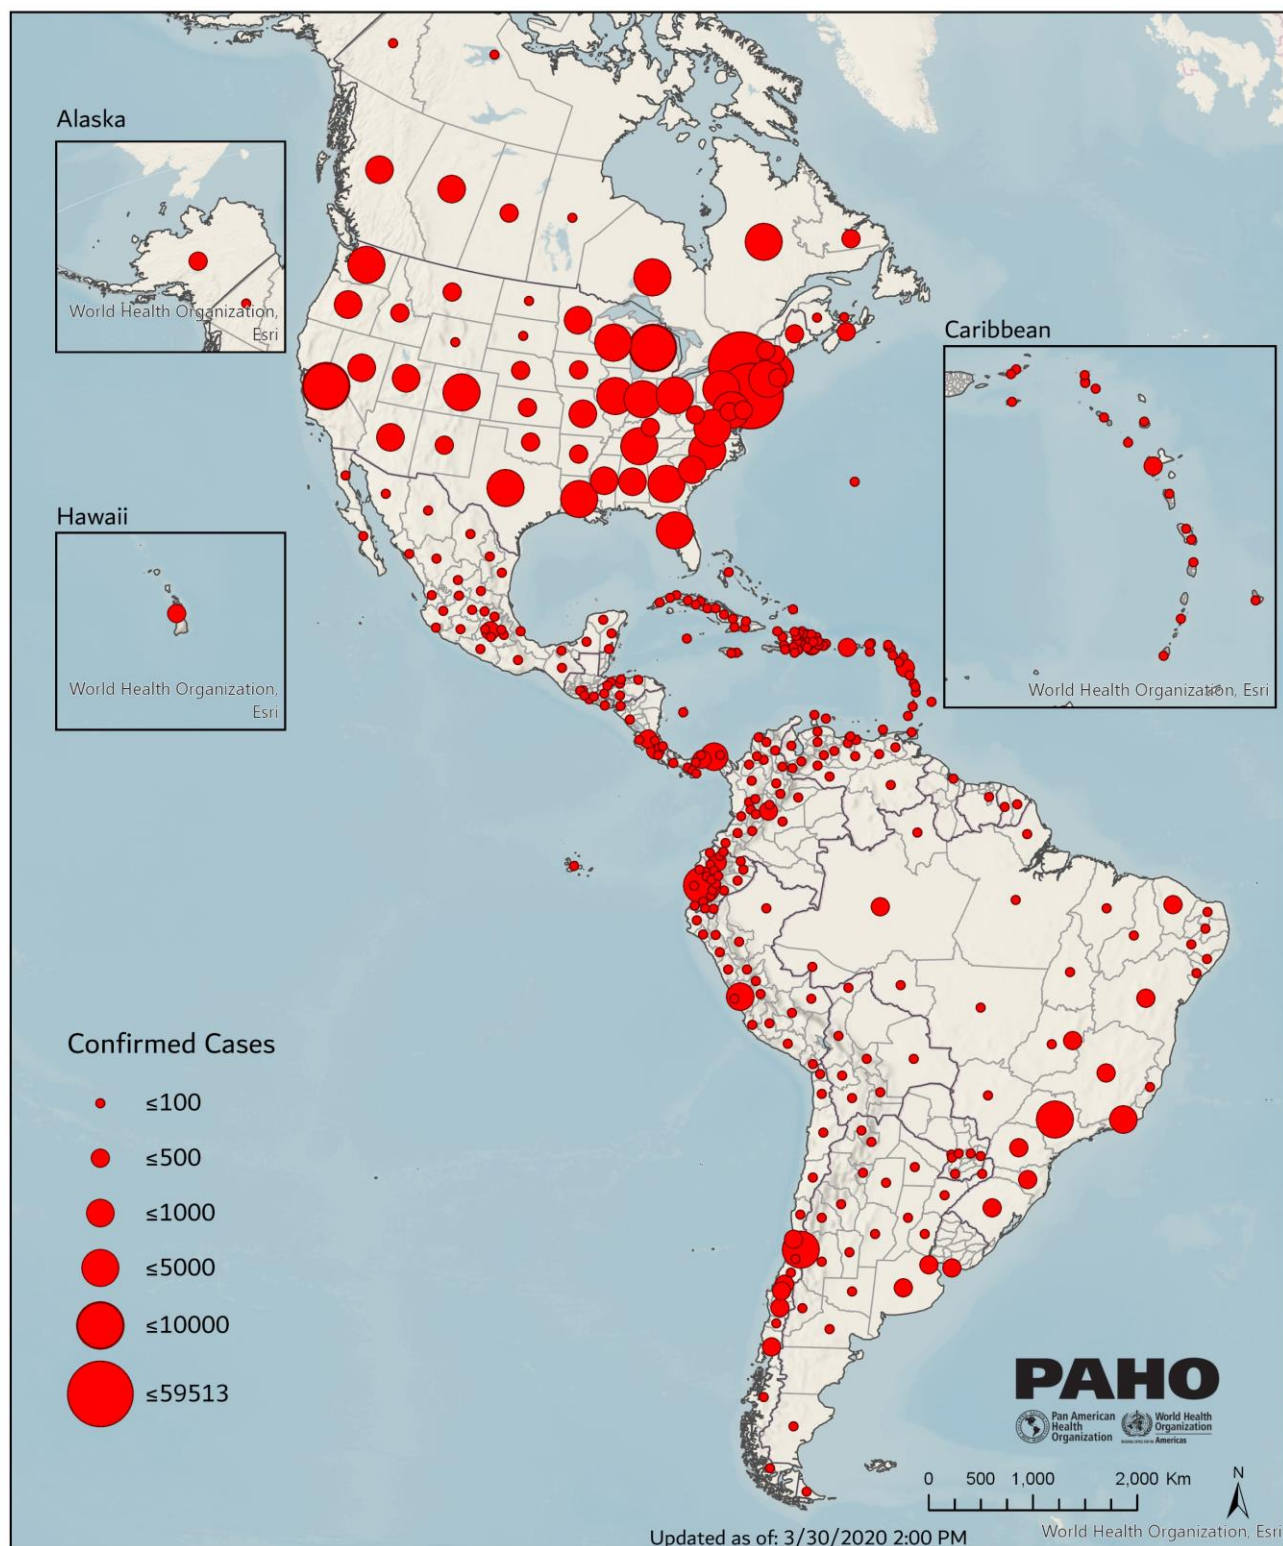 Alaska
World Health Organization,
Esri
Caribbean
World Health Organization, Esri
Hawaii
World Health Organization,
Esri
Confirmed Cases
≤100
≤500
≤1000
≤5000
≤10000
≤59513
PAHO
Pan American
Health
Organization
World Health
Organization
Americas
0 500 1,000 2,000 Km
N
Updated as of: 3/30/2020 2:00 PM
World Health Organization, Esri